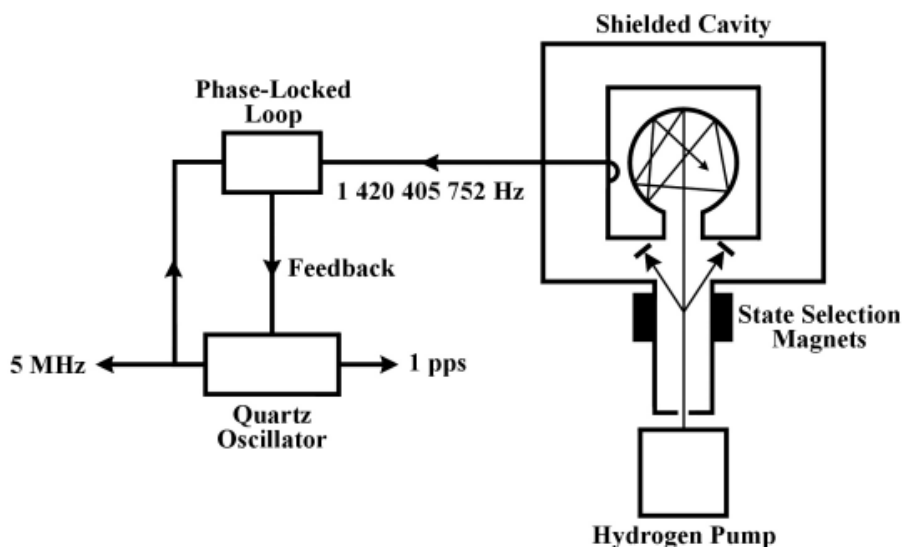 Shielded Cavity
Phase-Locked
Loop
1 420 405 752 Hz
Feedback
State Selection
Magnets
5 MHz
1 pps
Quartz
Oscillator
Hydrogen Pump